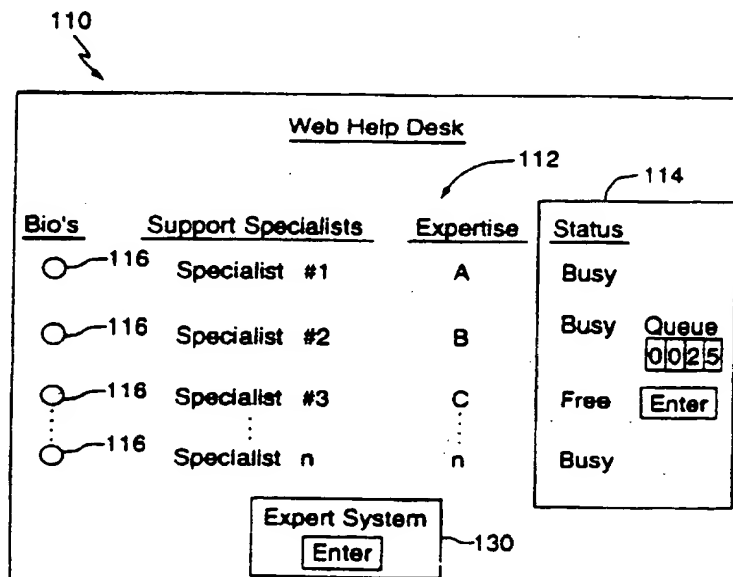 110
Web Help Desk
112
114
Bio's Support Specialists Expertise Status
116 Specialist #1 A Busy
116 Specialist #2 B Busy Queue
0025
116 Specialist #3 C Free Enter
116 Specialist n n Busy
Expert System
Enter
130